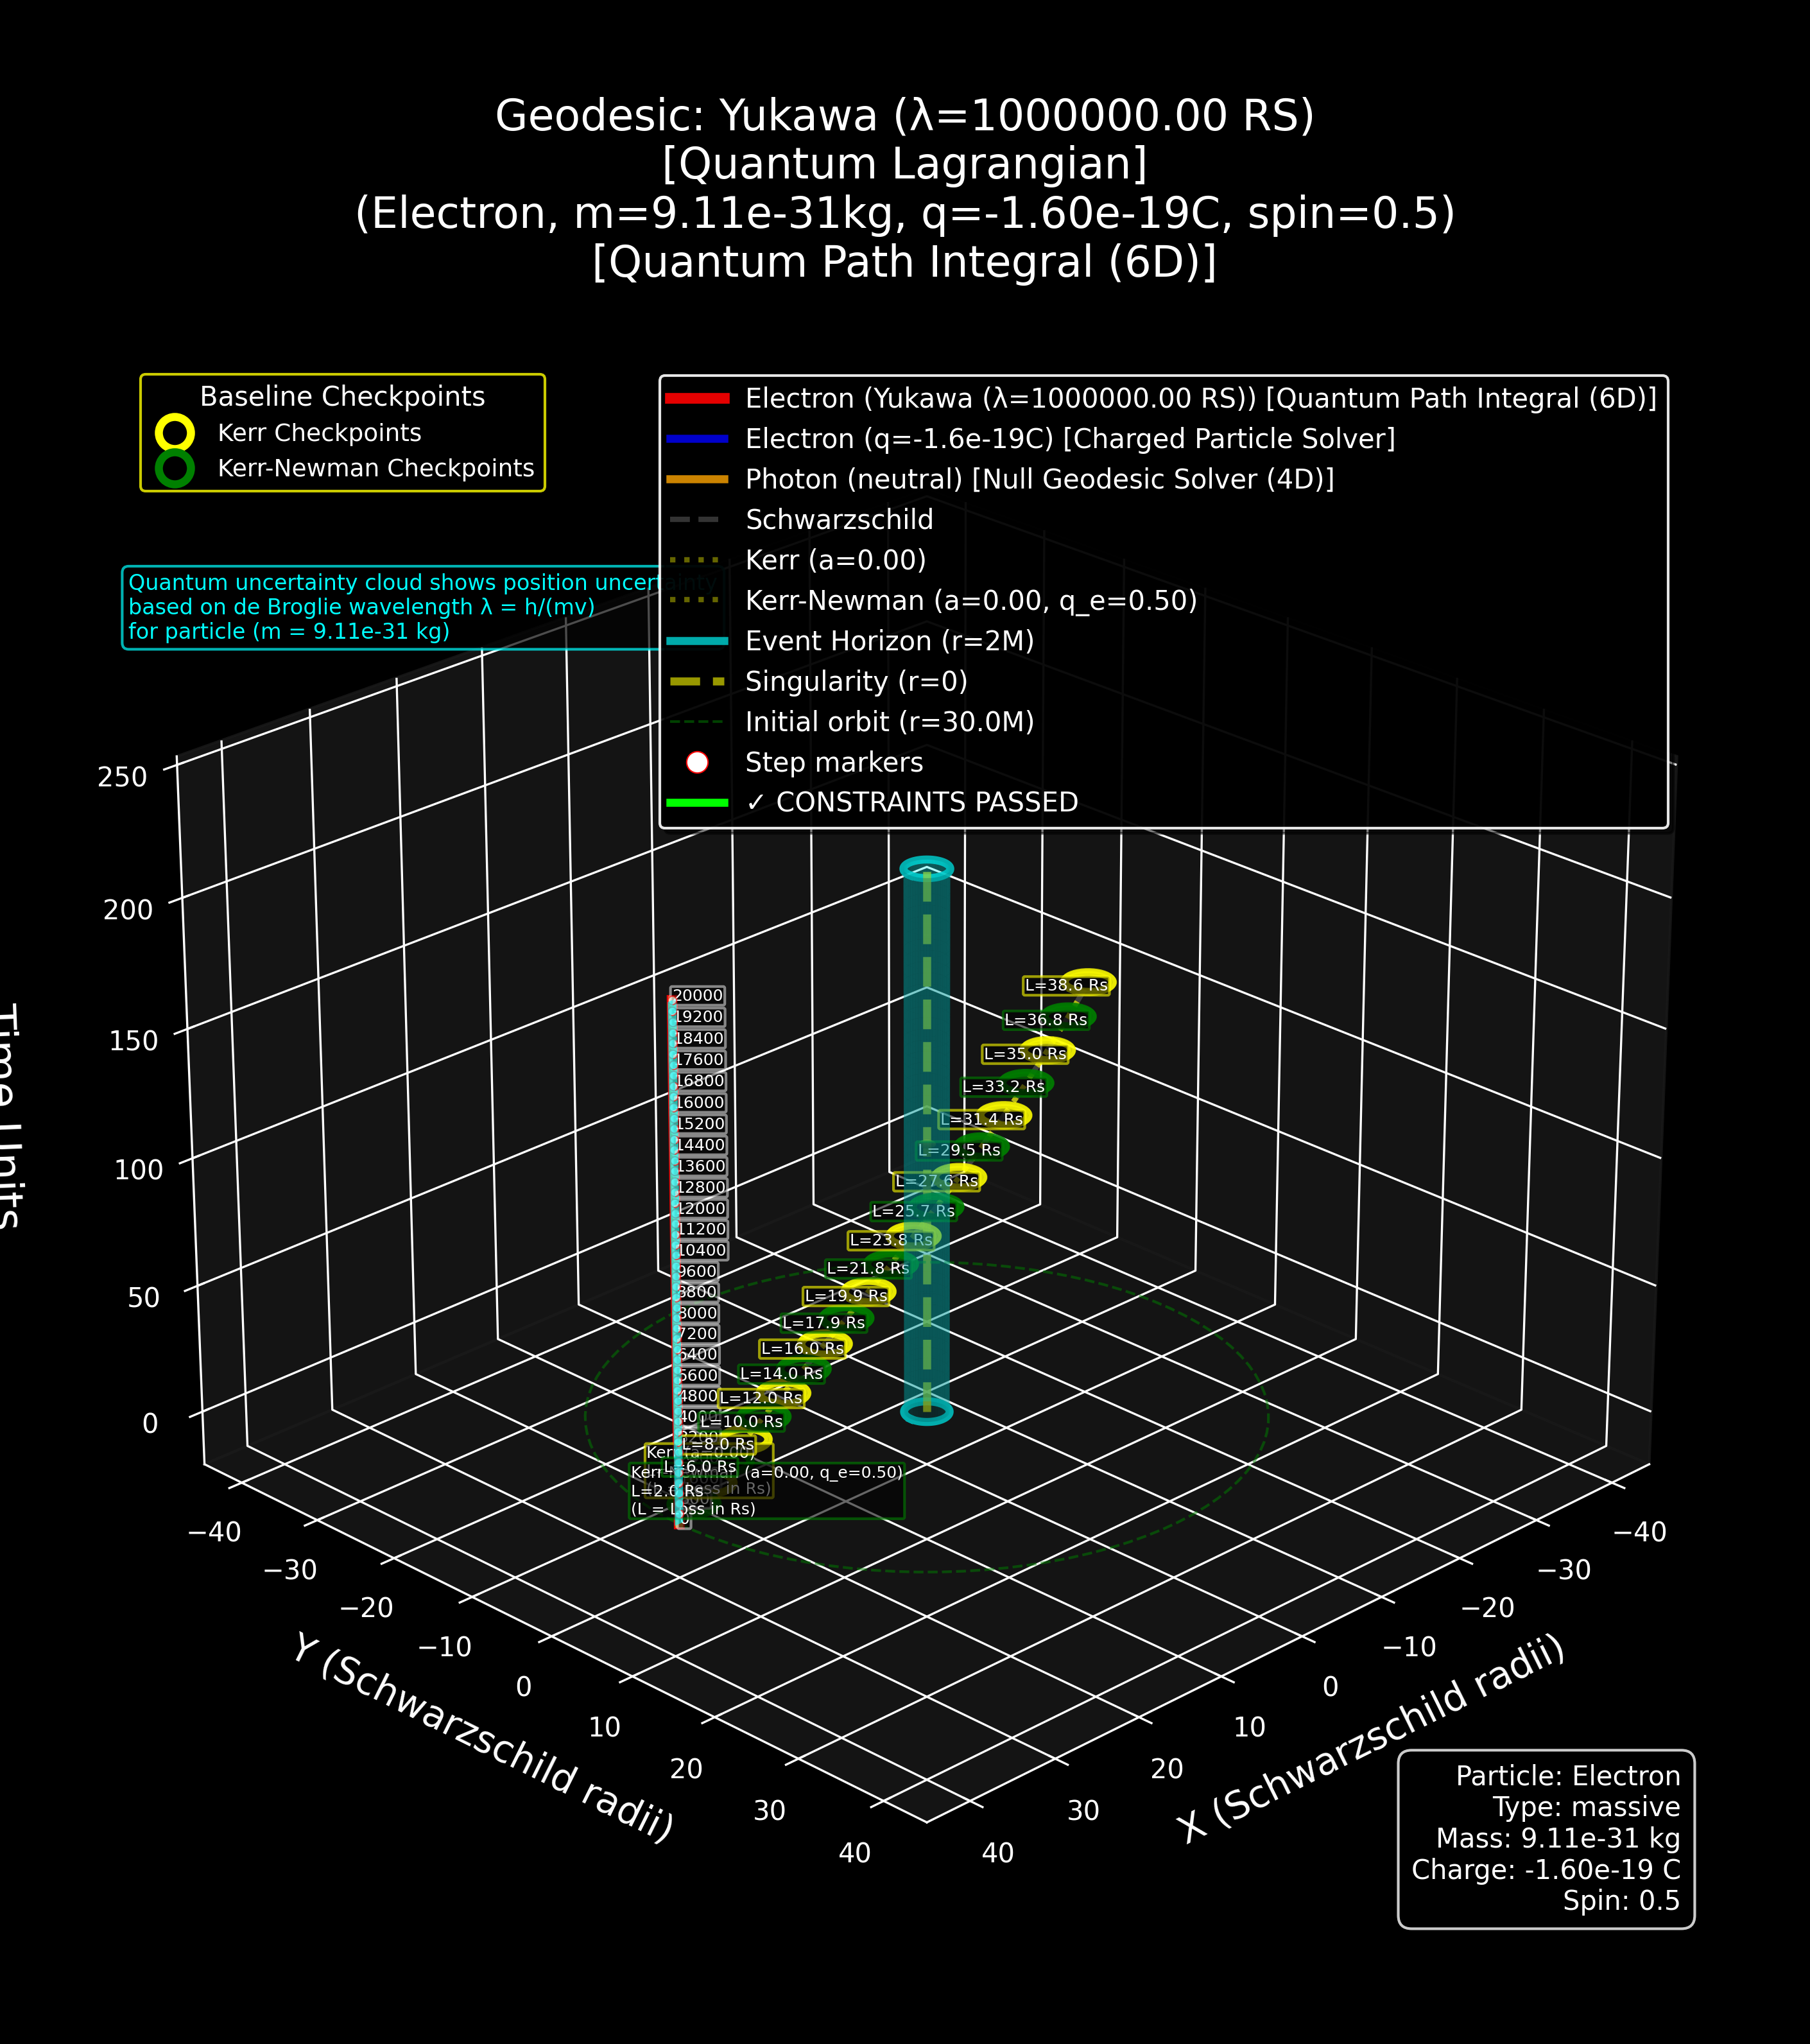 Geodesic: Yukawa (λ=1000000.00 RS)
[Quantum Lagrangian]
(Electron, m=9.11e-31kg, q=-1.60e-19C, spin=0.5)
[Quantum Path Integral (6D)]
Baseline Checkpoints
Kerr Checkpoints
Kerr-Newman Checkpoints
Electron (Yukawa (λ=1000000.00 RS)) [Quantum Path Integral (6D)]
Electron (q=-1.6e-19C) [Charged Particle Solver]
Photon (neutral) [Null Geodesic Solver (4D)]
Schwarzschild
Kerr (a=0.00)
Kerr-Newman (a=0.00, q_e=0.50)
Event Horizon (r=2M)
Singularity (r=0)
Initial orbit (r=30.0M)
Step markers
✓ CONSTRAINTS PASSED
Quantum uncertainty cloud shows position uncertainty
based on de Broglie wavelength λ = h/(mv)
for particle (m = 9.11e-31 kg)
250
200
150
100
50
0
Time Units
20000
19200
18400
17600
16800
16000
15200
14400
13600
12800
12000
11200
10400
9600
8800
8000
7200
6400
5600
4800
L=38.6 Rs
L=36.8 Rs
L=35.0 Rs
L=33.2 Rs
L=31.4 Rs
L=29.5 Rs
L=27.6 Rs
L=25.7 Rs
L=23.8 Rs
L=21.8 Rs
L=19.9 Rs
L=17.9 Rs
L=16.0 Rs
L=14.0 Rs
L=12.0 Rs
L=10.0 Rs
L=8.0 Rs
Kerr (a=0.00)
L=6.0 Rs
Kerr-Newman (a=0.00, q_e=0.50)
L=2.0 Rs
(L = Loss in Rs)
0
−40
−30
−20
−10
0
10
20
30
40
Y (Schwarzschild radii)
−40
−30
−20
−10
0
10
20
30
40
X (Schwarzschild radii)
Particle: Electron
Type: massive
Mass: 9.11e-31 kg
Charge: -1.60e-19 C
Spin: 0.5